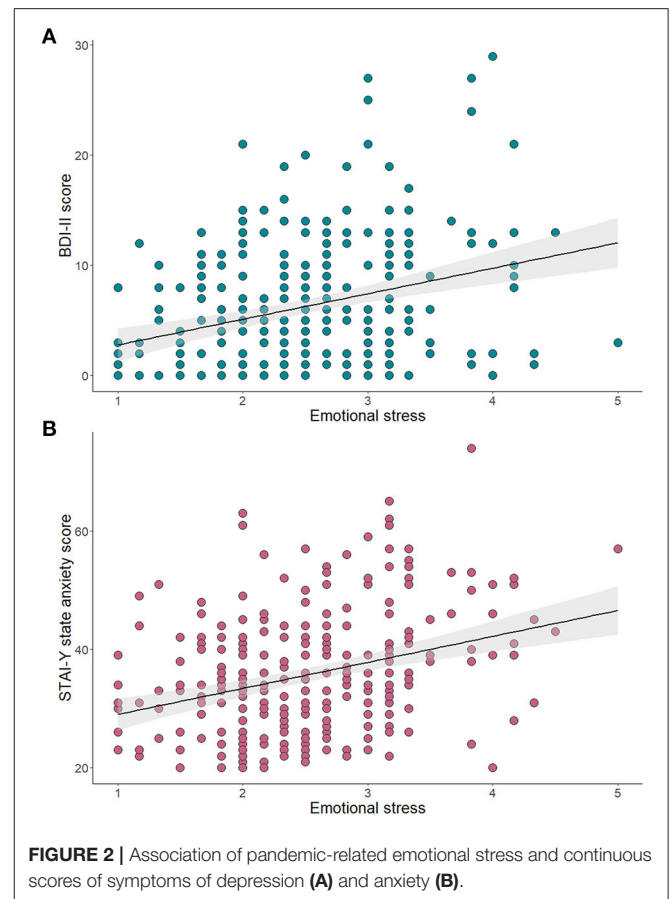 A
30
20
10
0
BDI-II score
1 2 3 4 5
Emotional stress
B
60
40
20
STAI-Y state anxiety score
1 2 3 4 5
Emotional stress
FIGURE 2 | Association of pandemic-related emotional stress and continuous
scores of symptoms of depression (A) and anxiety (B).